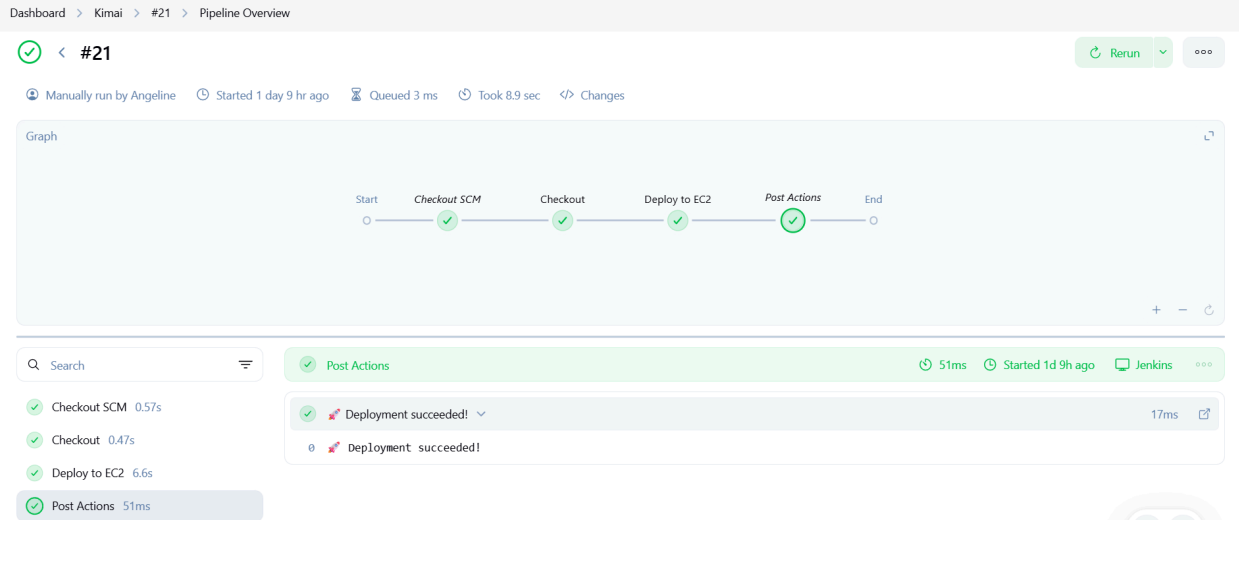 Dashboard > Kimai > #21 > Pipeline Overview
#21
Rerun
Manually run by Angeline Started 1 day 9 hr ago Queued 3 ms Took 8.9 sec </> Changes
Graph
Start Checkout SCM Checkout Deploy to EC2 Post Actions End
Search
Post Actions 51ms Started 1d 9h ago Jenkins
Checkout SCM 0.57s
🚀 Deployment succeeded! 17ms
Checkout 0.47s
0 🚀 Deployment succeeded!
Deploy to EC2 6.6s
Post Actions 51ms